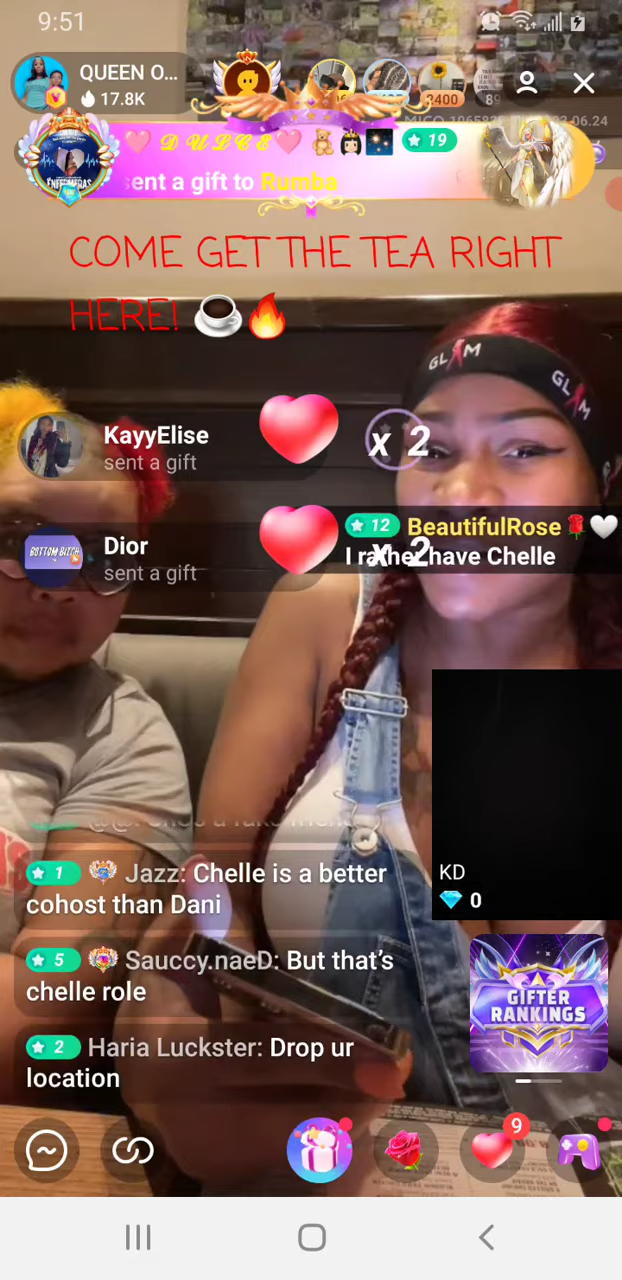 9:51
QUEEN O...
17.8K
2400
89
𝓓 𝓤 𝓛 𝓒 𝓔
19
sent a gift to Rumba
COME GET THE TEA RIGHT
HERE! ☕🔥
GLAM
GLAM
KayyElise
sent a gift
x 2
12 BeautifulRose🌹🤍
I rather have Chelle
Dior
sent a gift
x 2
BOTTOM BITCH
KD
0
1 Jazz: Chelle is a better
cohost than Dani
5 Sauccy.naeD: But that's
chelle role
2 Haria Luckster: Drop ur
location
GIFTER
RANKINGS
9